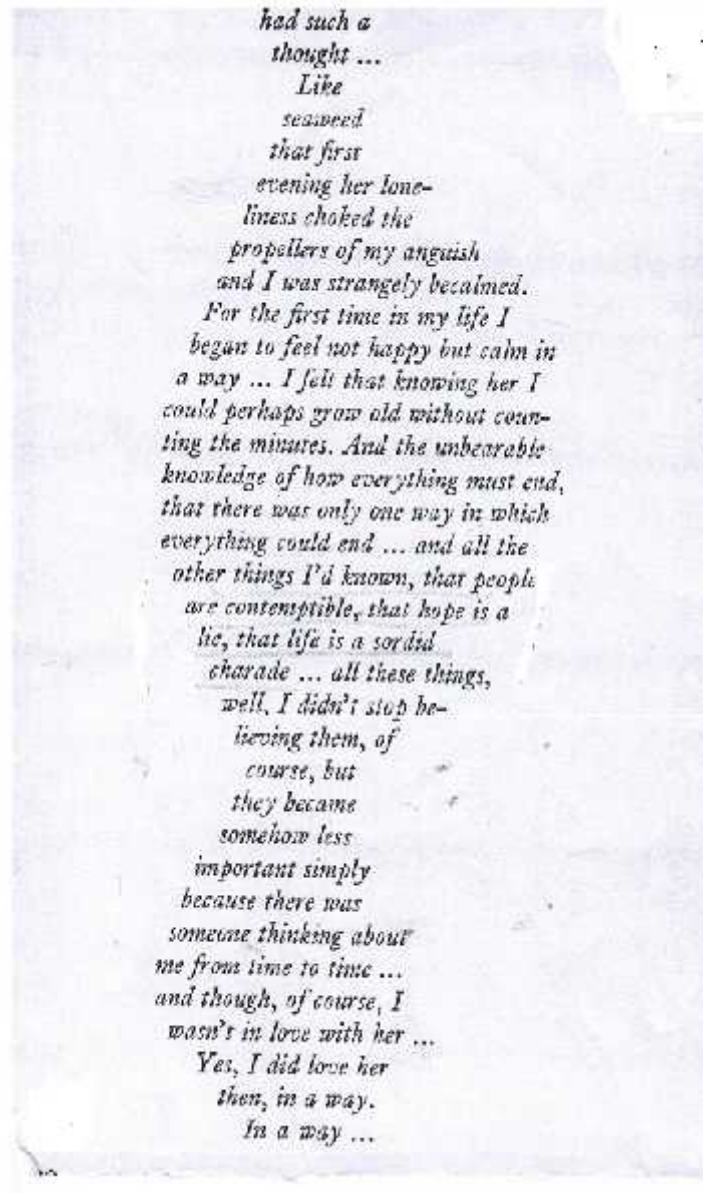 had such a
thought ...
Like
seaweed
that first
evening her lone-
liness choked the
propellers of my anguish
and I was strangely becalmed.
For the first time in my life I
began to feel not happy but calm in
a way ... I felt that knowing her I
could perhaps grow old without coun-
ting the minutes. And the unbearable
knowledge of how everything must end,
that there was only one way in which
everything could end ... and all the
other things I'd known, that people
are contemptible, that hope is a
lie, that life is a sordid
charade ... all these things,
well, I didn't stop be-
lieving them, of
course, but
they became
somehow less
important simply
because there was
someone thinking about
me from time to time ...
and though, of course, I
wasn't in love with her ...
Yes, I did love her
then, in a way.
In a way ...